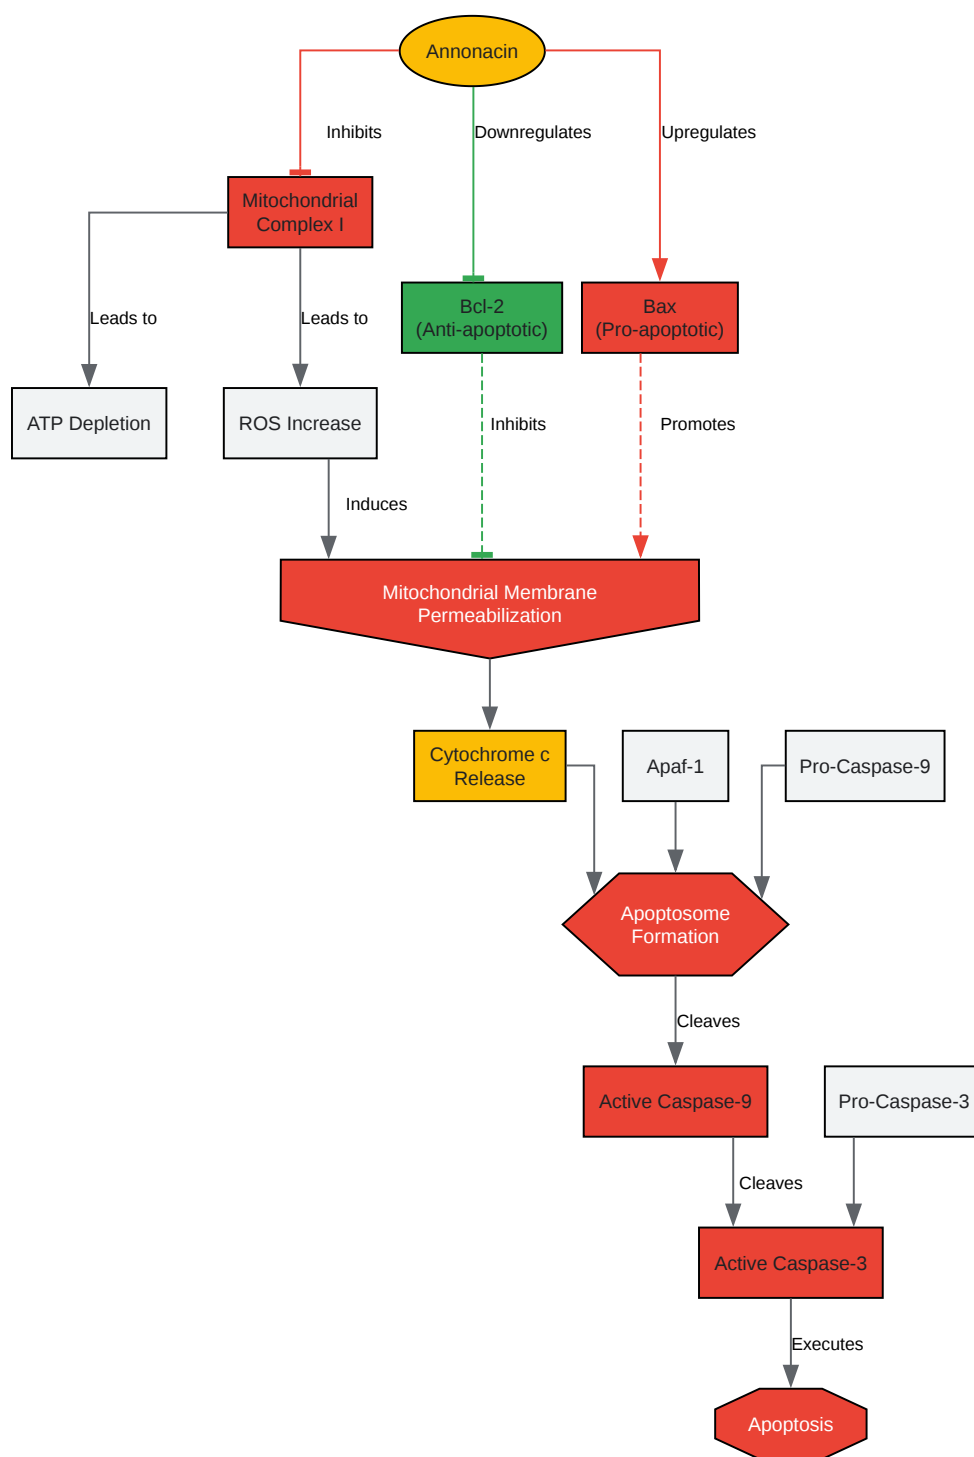 Annonacin
Inhibits
Downregulates
Upregulates
Mitochondrial
Complex I
Bcl-2
(Anti-apoptotic)
Bax
(Pro-apoptotic)
Leads to
Leads to
ATP Depletion
ROS Increase
Inhibits
Promotes
Induces
Mitochondrial Membrane
Permeabilization
Cytochrome c
Release
Apaf-1
Pro-Caspase-9
Apoptosome
Formation
Cleaves
Active Caspase-9
Pro-Caspase-3
Cleaves
Active Caspase-3
Executes
Apoptosis